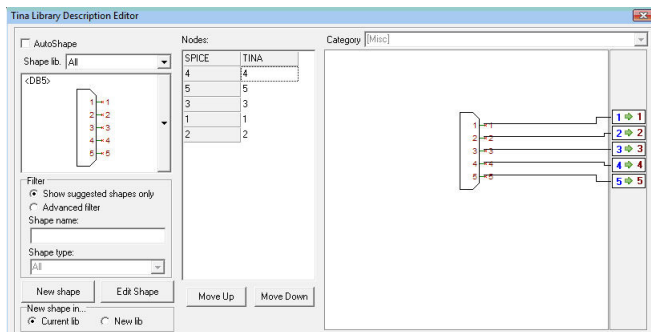 Tina Library Description Editor
AutoShape
Shape lib. All
<DB5>
1 1
2 2
3 3
4 4
5 5
Filter
Show suggested shapes only
Advanced filter
Shape name:
Shape type:
All
New shape Edit Shape
New shape in...
Current lib New lib
Nodes:
SPICE TINA
4 4
5 5
3 3
1 1
2 2
Move Up Move Down
Category [Misc]
1 1
2 2
3 3
4 4
5 5
1 1
2 2
3 3
4 4
5 5